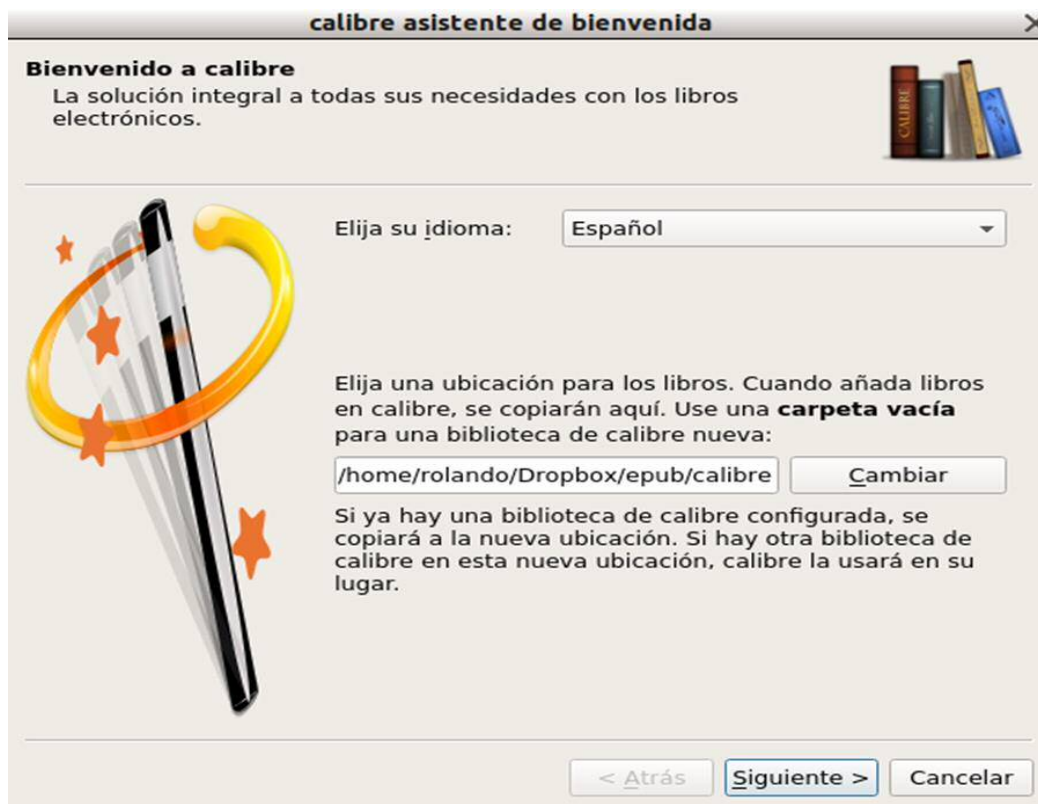 calibre asistente de bienvenida
Bienvenido a calibre
La solución integral a todas sus necesidades con los libros
electrónicos.
CALIBRE
Elija su idioma:
Español
Elija una ubicación para los libros. Cuando añada libros
en calibre, se copiarán aquí. Use una carpeta vacía
para una biblioteca de calibre nueva:
/home/rolando/Dropbox/epub/calibre
Cambiar
Si ya hay una biblioteca de calibre configurada, se
copiará a la nueva ubicación. Si hay otra biblioteca de
calibre en esta nueva ubicación, calibre la usará en su
lugar.
< Atrás
Siguiente >
Cancelar